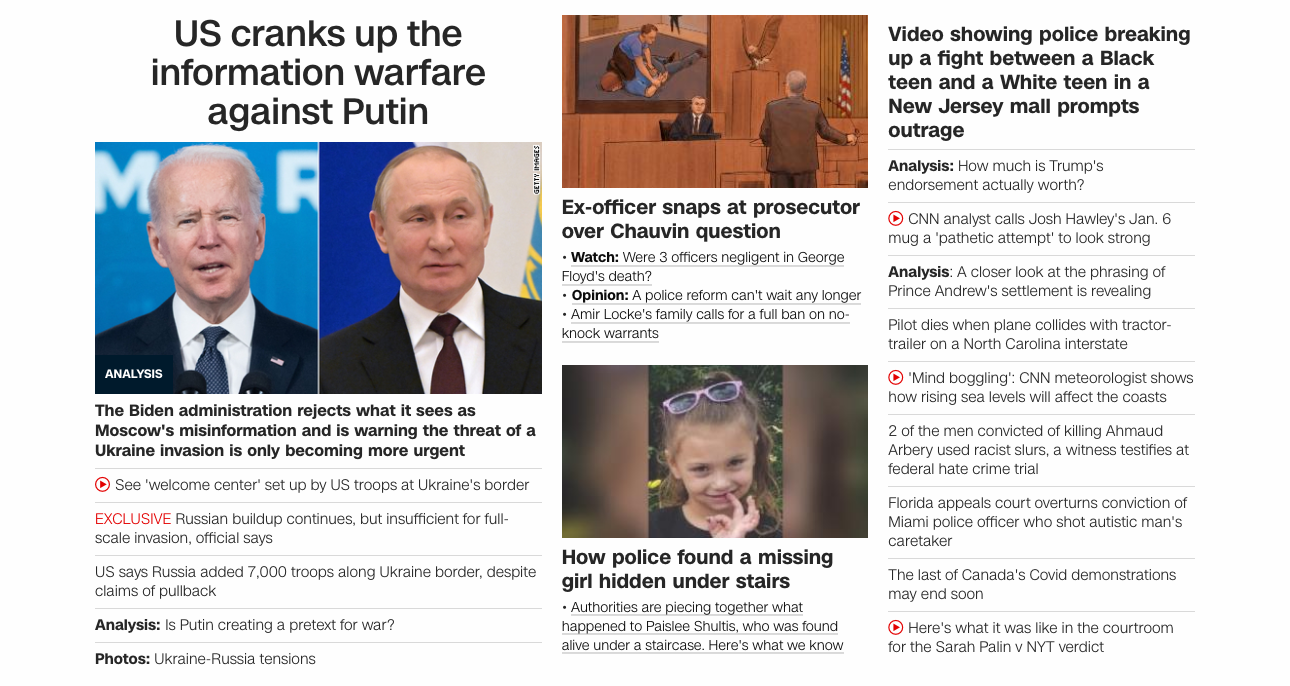 US cranks up the
information warfare
against Putin
M R
GETTY IMAGES
ANALYSIS
The Biden administration rejects what it sees as
Moscow's misinformation and is warning the threat of a
Ukraine invasion is only becoming more urgent
See 'welcome center' set up by US troops at Ukraine's border
EXCLUSIVE Russian buildup continues, but insufficient for full-
scale invasion, official says
US says Russia added 7,000 troops along Ukraine border, despite
claims of pullback
Analysis: Is Putin creating a pretext for war?
Photos: Ukraine-Russia tensions
Ex-officer snaps at prosecutor
over Chauvin question
• Watch: Were 3 officers negligent in George
Floyd's death?
• Opinion: A police reform can't wait any longer
• Amir Locke's family calls for a full ban on no-
knock warrants
How police found a missing
girl hidden under stairs
• Authorities are piecing together what
happened to Paislee Shultis, who was found
alive under a staircase. Here's what we know
Video showing police breaking
up a fight between a Black
teen and a White teen in a
New Jersey mall prompts
outrage
Analysis: How much is Trump's
endorsement actually worth?
CNN analyst calls Josh Hawley's Jan. 6
mug a 'pathetic attempt' to look strong
Analysis: A closer look at the phrasing of
Prince Andrew's settlement is revealing
Pilot dies when plane collides with tractor-
trailer on a North Carolina interstate
'Mind boggling': CNN meteorologist shows
how rising sea levels will affect the coasts
2 of the men convicted of killing Ahmaud
Arbery used racist slurs, a witness testifies at
federal hate crime trial
Florida appeals court overturns conviction of
Miami police officer who shot autistic man's
caretaker
The last of Canada's Covid demonstrations
may end soon
Here's what it was like in the courtroom
for the Sarah Palin v NYT verdict